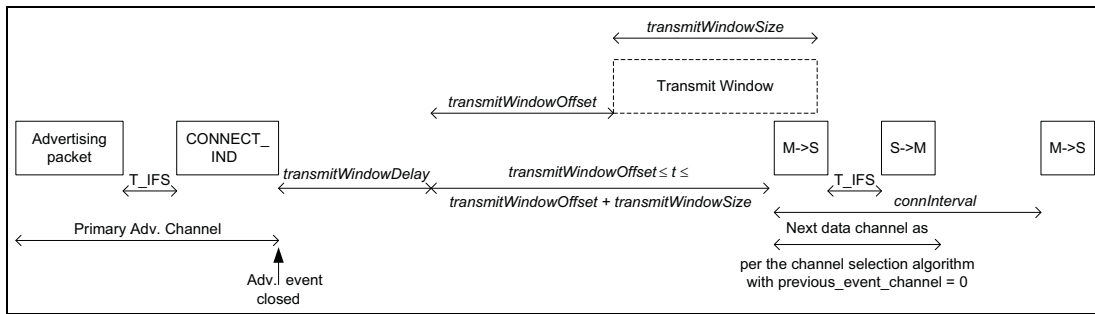 transmitWindowSize
Transmit Window
transmitWindowOffset
Advertising
packet
CONNECT_
IND
M->S
S->M
M->S
T_IFS
transmitWindowDelay
transmitWindowOffset ≤ t ≤
transmitWindowOffset + transmitWindowSize
T_IFS
connInterval
Primary Adv. Channel
Next data channel as
per the channel selection algorithm
with previous_event_channel = 0
Adv. event
closed